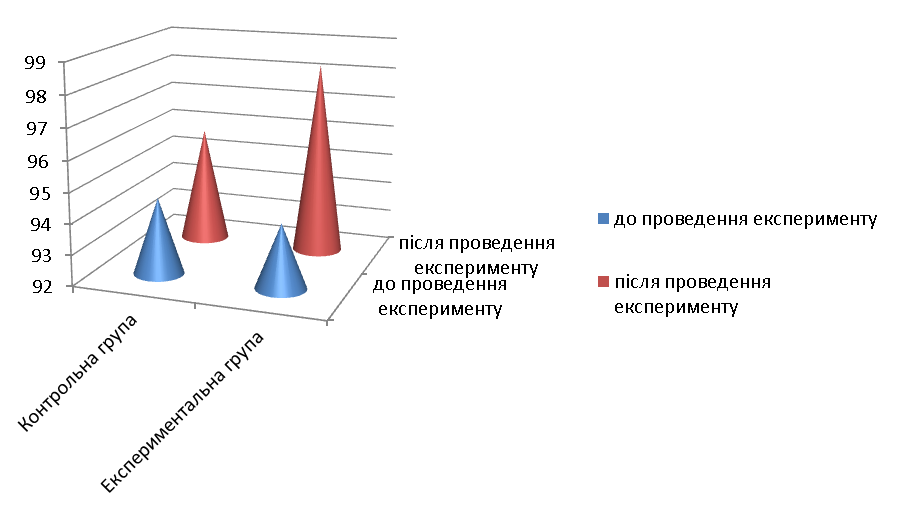 99
98
97
96
95
94
93
92
після проведення
експерименту
до проведення
експерименту
Контрольна група
Експериментальна група
до проведення експерименту
після проведення
експерименту